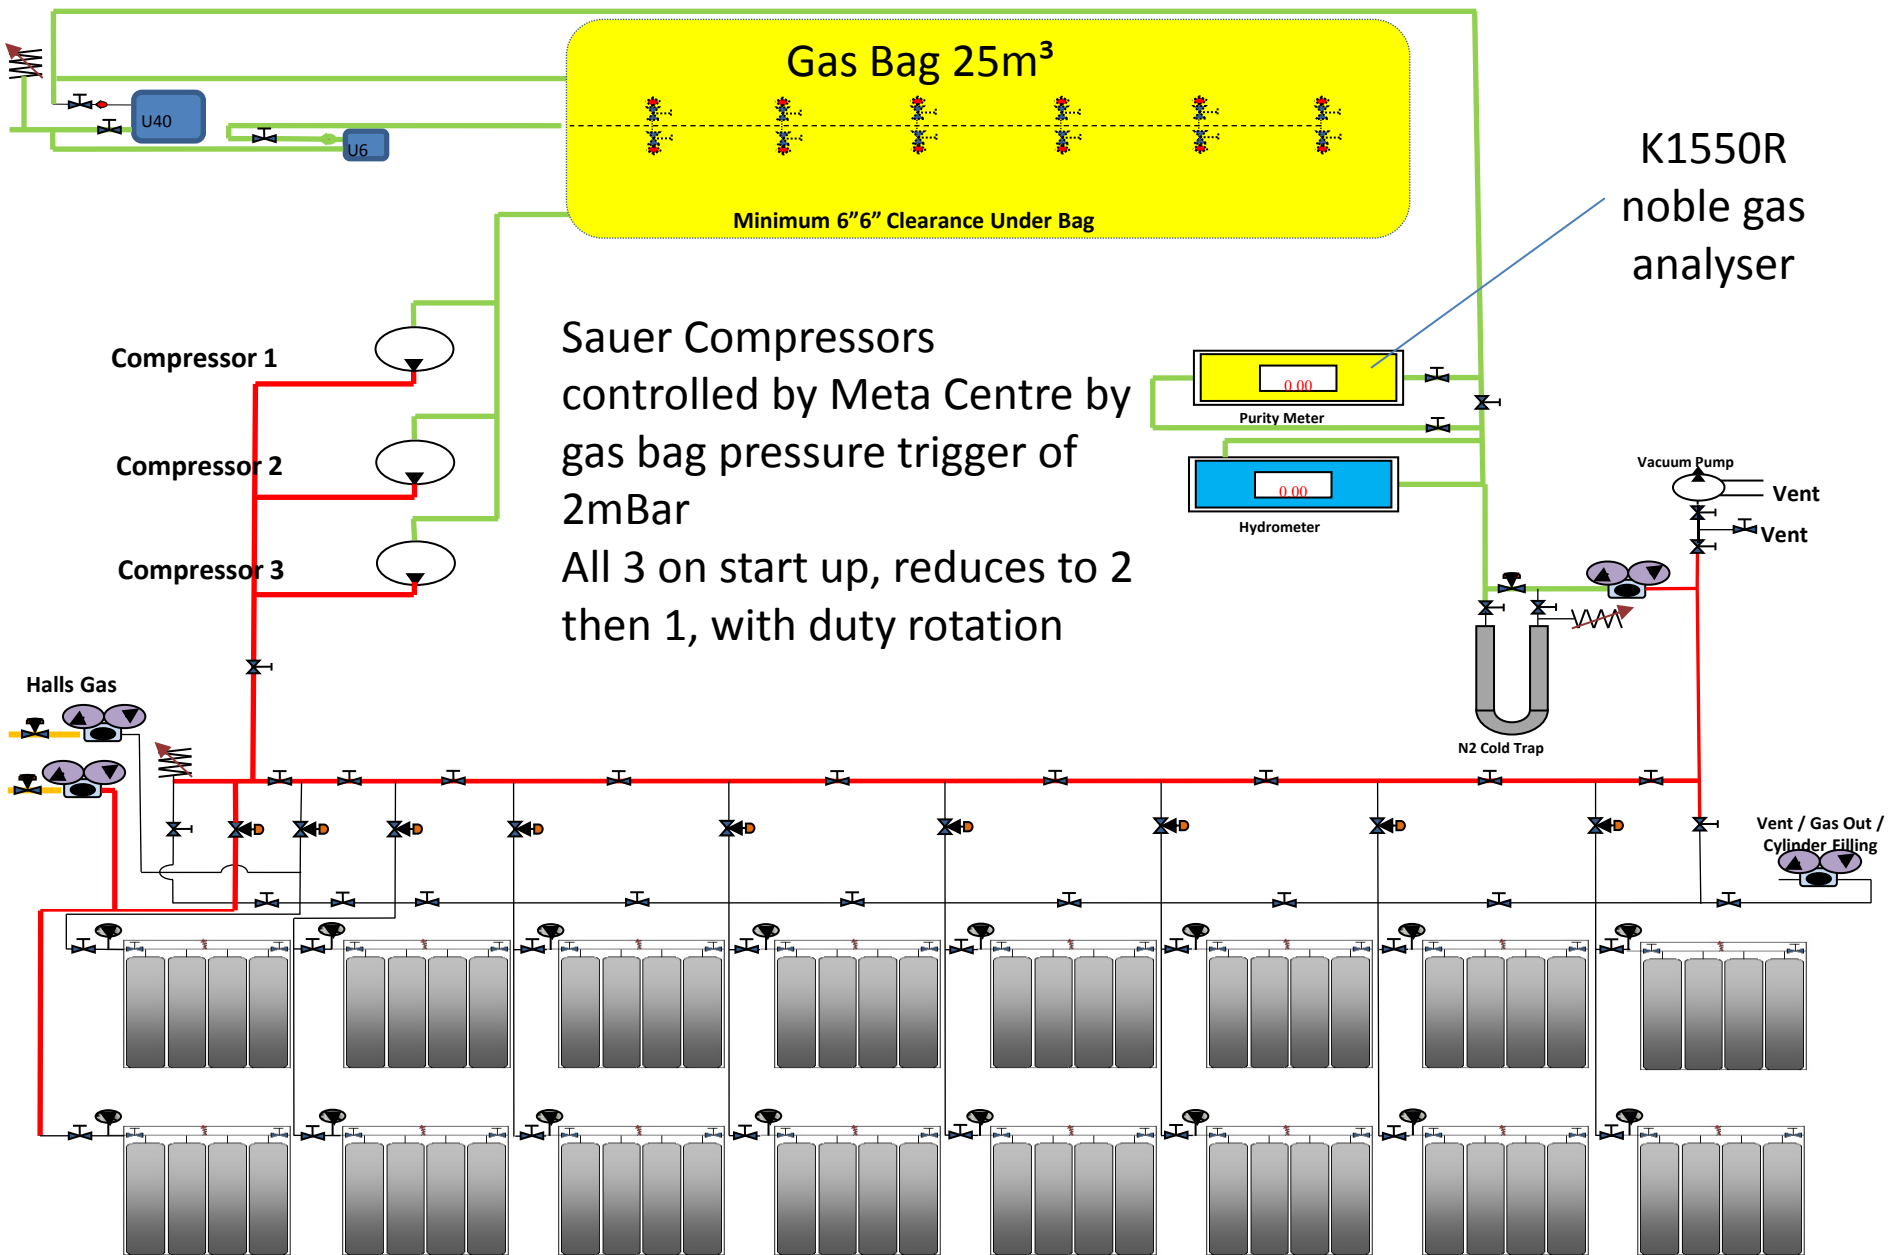 Gas Bag 25m³
U40
U6
Minimum 6”6” Clearance Under Bag
K1550R
noble gas
analyser
Compressor 1
Compressor 2
Compressor 3
Sauer Compressors
controlled by Meta Centre by
gas bag pressure trigger of
2mBar
All 3 on start up, reduces to 2
then 1, with duty rotation
0.00
Purity Meter
0.00
Hydrometer
Vacuum Pump
Vent
Vent
N2 Cold Trap
Halls Gas
Vent / Gas Out /
Cylinder Filling